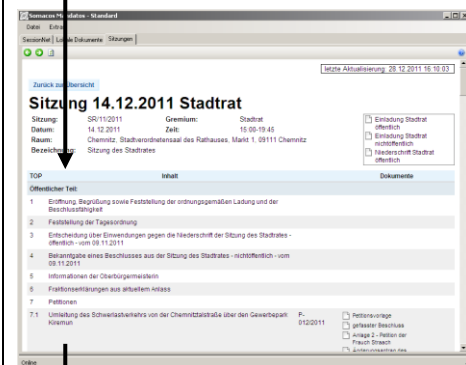 Somacos Mandatos - Standard
Datei Extras
SessionNet Lokale Dokumente Sitzungen
letzte Aktualisierung: 28.12.2011 16:10:03
Zurück zur Übersicht
Sitzung 14.12.2011 Stadtrat
Sitzung: SR/11/2011 Gremium: Stadtrat
Datum: 14.12.2011 Zeit: 15:00-19:45
Raum: Chemnitz, Stadtverordnetensaal des Rathauses, Markt 1, 09111 Chemnitz
Bezeichnung: Sitzung des Stadtrates
Einladung Stadtrat
öffentlich
Einladung Stadtrat
nichtöffentlich
Niederschrift Stadtrat
öffentlich
TOP Inhalt Dokumente
Öffentlicher Teil:
1 Eröffnung, Begrüßung sowie Feststellung der ordnungsgemäßen Ladung und der
Beschlussfähigkeit
2 Feststellung der Tagesordnung
3 Entscheidung über Einwendungen gegen die Niederschrift der Sitzung des Stadtrates -
öffentlich - vom 09.11.2011
4 Bekanntgabe eines Beschlusses aus der Sitzung des Stadtrates - nichtöffentlich - vom
09.11.2011
5 Informationen der Oberbürgermeisterin
6 Fraktionserklärungen aus aktuellem Anlass
7 Petitionen
7.1 Umleitung des Schwerlastverkehrs von der Chemnitztalstraße über den Gewerbepark P-
012/2011
Petitionsvorlage
gefasster Beschluss
Anlage 2 - Petition der
Änderungsantrag des
Online